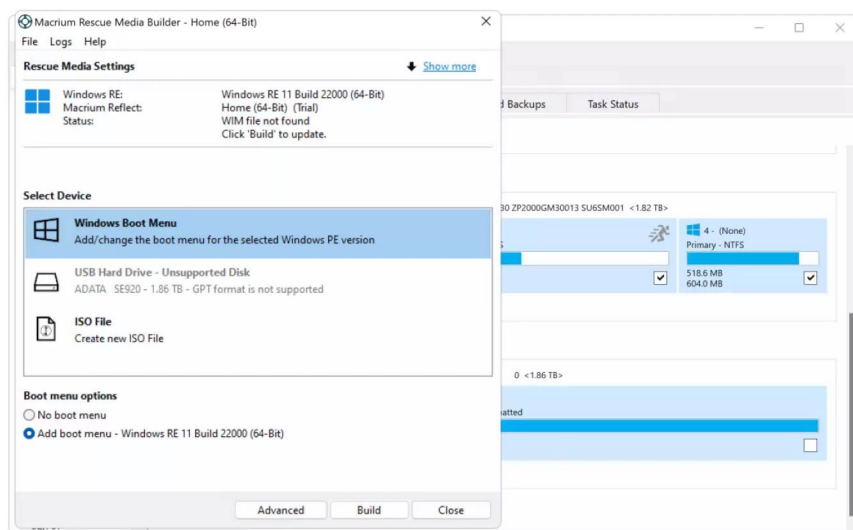 Macrium Rescue Media Builder - Home (64-Bit)
File Logs Help
Rescue Media Settings
Show more
Windows RE: Windows RE 11 Build 22000 (64-Bit)
Macrium Reflect: Home (64-Bit) (Trial)
Status: WIM file not found
Click 'Build' to update.
Select Device
Windows Boot Menu
Add/change the boot menu for the selected Windows PE version
USB Hard Drive - Unsupported Disk
ADATA SE920 - 1.86 TB - GPT format is not supported
ISO File
Create new ISO File
Boot menu options
No boot menu
Add boot menu - Windows RE 11 Build 22000 (64-Bit)
Advanced Build Close
Backups Task Status
30 ZP2000GM30013 SU6SM001 <1.82 TB>
4 - (None)
Primary - NTFS
518.6 MB
604.0 MB
0 <1.86 TB>
atted